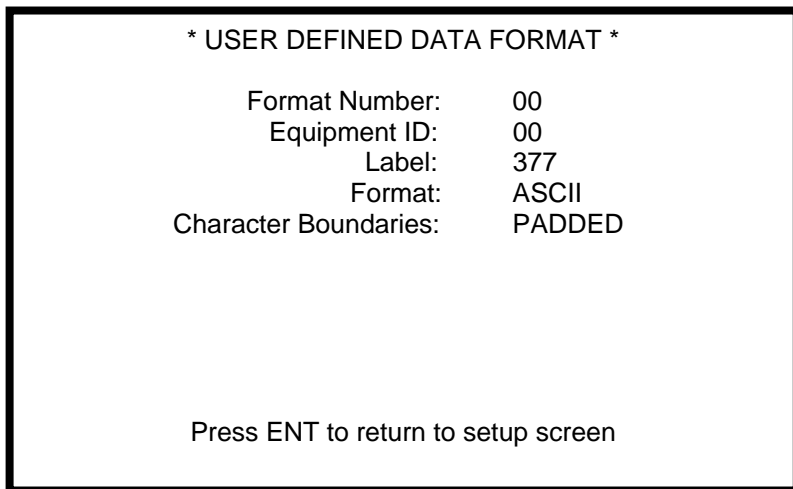 * USER DEFINED DATA FORMAT *
Format Number: 00
Equipment ID: 00
Label: 377
Format: ASCII
Character Boundaries: PADDED
Press ENT to return to setup screen